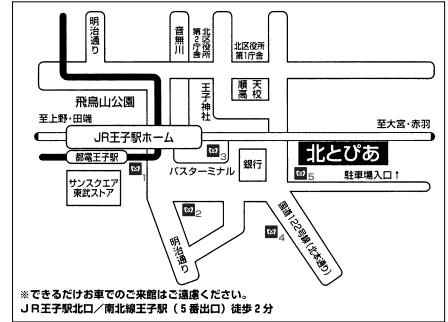 明治通り
音無川
北区役所
第2庁舎
北区役所
第1庁舎
飛鳥山公園
王子神社
順天
高校
至上野・田端
JR王子駅ホーム
至大宮・赤羽
都電王子駅
北とぴあ
1
3
バスターミナル
銀行
5
駐車場入口↑
サンスクエア
東武ストア
2
4
明治通り
国道122号線(北本通り)
※できるだけお車でのご来館はご遠慮ください。
JR王子駅北口/南北線王子駅(5番出口)徒歩2分